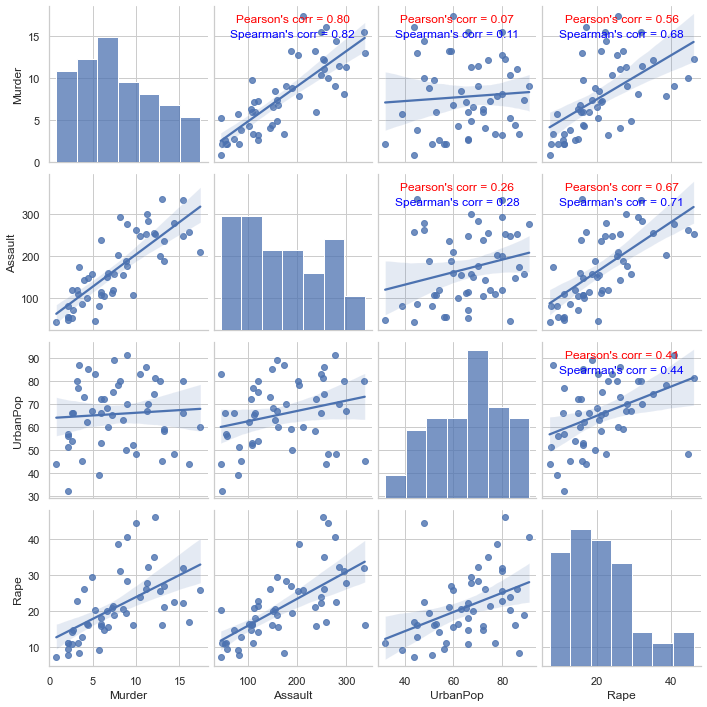 Pearson's corr = 0.80
Pearson's corr = 0.07
Pearson's corr = 0.56
Spearman's corr = 0.82
Spearman's corr = 0.11
Spearman's corr = 0.68
Murder
15
10
5
0
Pearson's corr = 0.26
Pearson's corr = 0.67
Spearman's corr = 0.28
Spearman's corr = 0.71
Assault
300
200
100
Pearson's corr = 0.41
Spearman's corr = 0.44
UrbanPop
90
80
70
60
50
40
30
Rape
40
30
20
10
0 5 10 15
100 200 300
40 60 80
20 40
Murder
Assault
UrbanPop
Rape